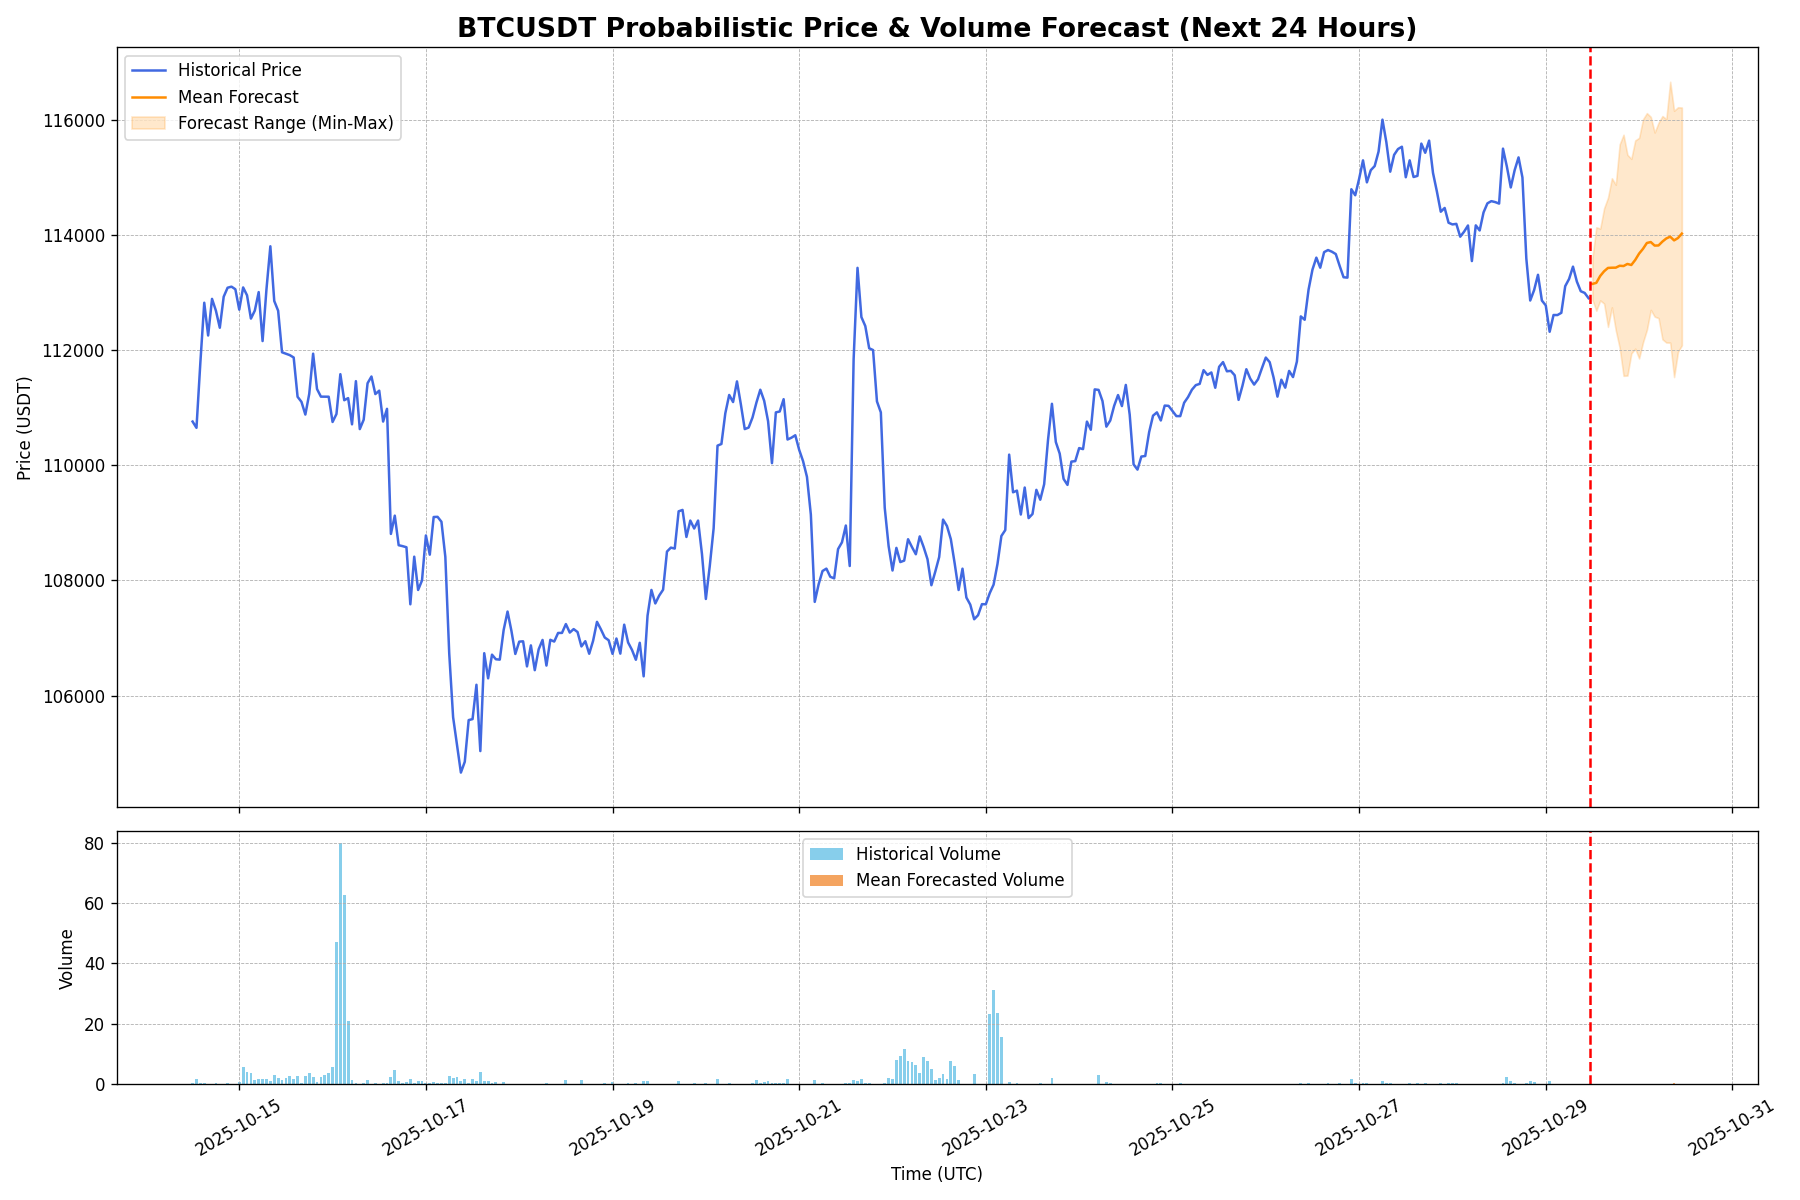 BTCUSDT Probabilistic Price & Volume Forecast (Next 24 Hours)
Historical Price
Mean Forecast
Forecast Range (Min-Max)
116000
114000
112000
110000
108000
106000
Price (USDT)
Historical Volume
Mean Forecasted Volume
80
60
40
20
0
Volume
2025-10-15
2025-10-17
2025-10-19
2025-10-21
2025-10-23
2025-10-25
2025-10-27
2025-10-29
2025-10-31
Time (UTC)